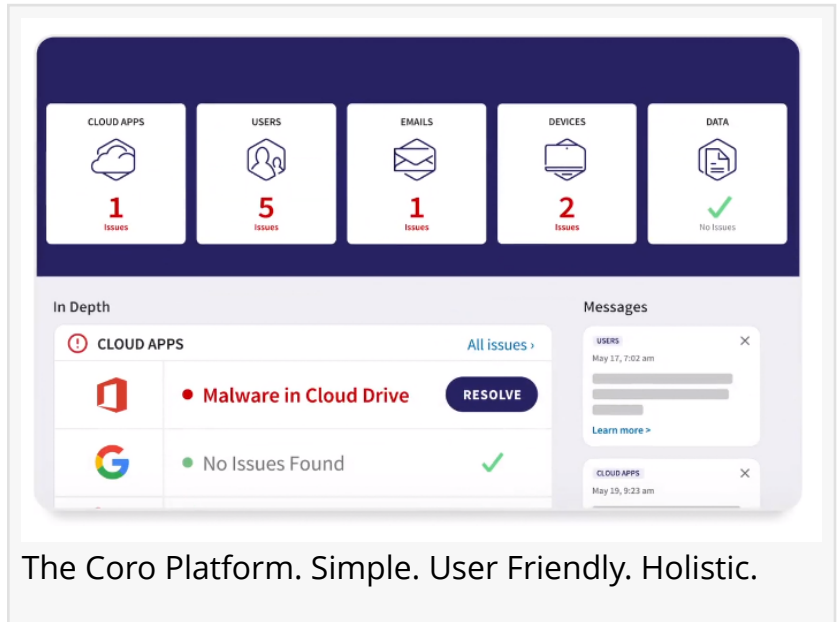 CLOUD APPS
USERS
EMAILS
DEVICES
DATA
1
5
1
2
Issues
Issues
Issues
Issues
No Issues
In Depth
CLOUD APPS
All issues ›
Malware in Cloud Drive
RESOLVE
No Issues Found
Messages
USERS
May 17, 7:02 am
Learn more >
CLOUD APPS
May 19, 9:23 am
The Coro Platform. Simple. User Friendly. Holistic.